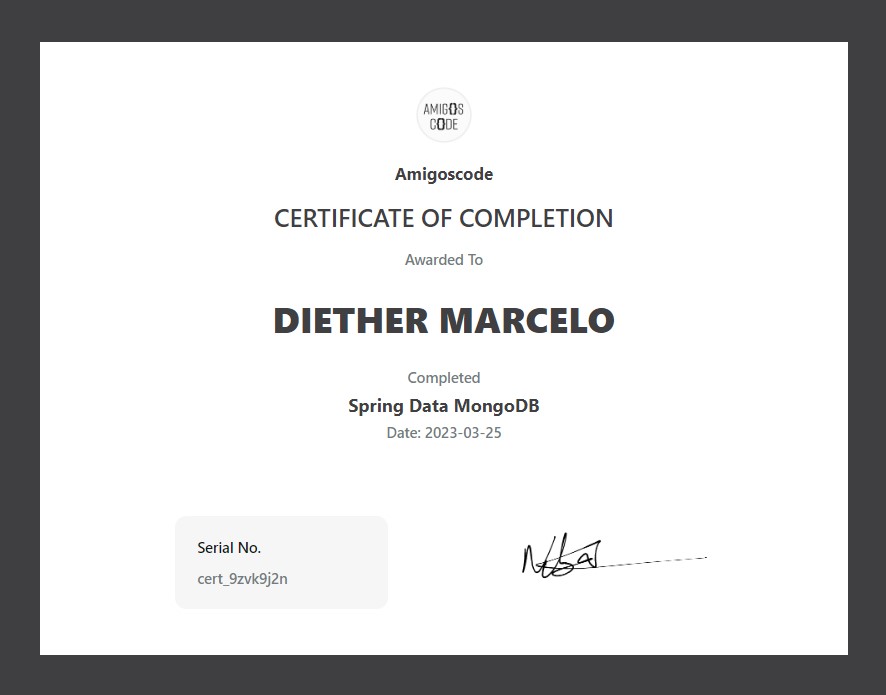 AMIGOS
CODE
Amigoscode
CERTIFICATE OF COMPLETION
Awarded To
DIETHER MARCELO
Completed
Spring Data MongoDB
Date: 2023-03-25
Serial No.
cert_9zvk9j2n